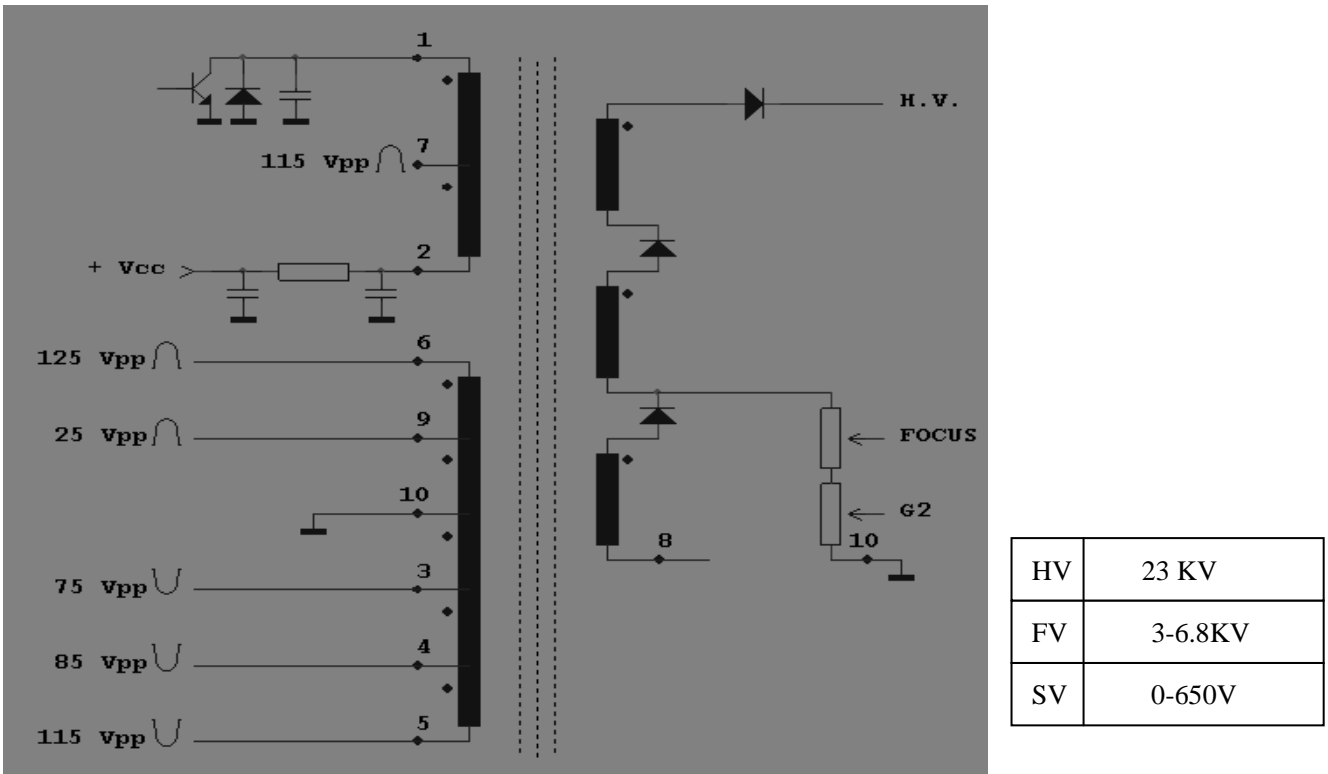 1
H.V.
7
115 Vpp
2
+ Vcc
6
125 Vpp
9
25 Vpp
FOCUS
10
G2
8
10
3
75 Vpp
4
85 Vpp
5
115 Vpp
HV 23 KV
FV 3-6.8KV
SV 0-650V